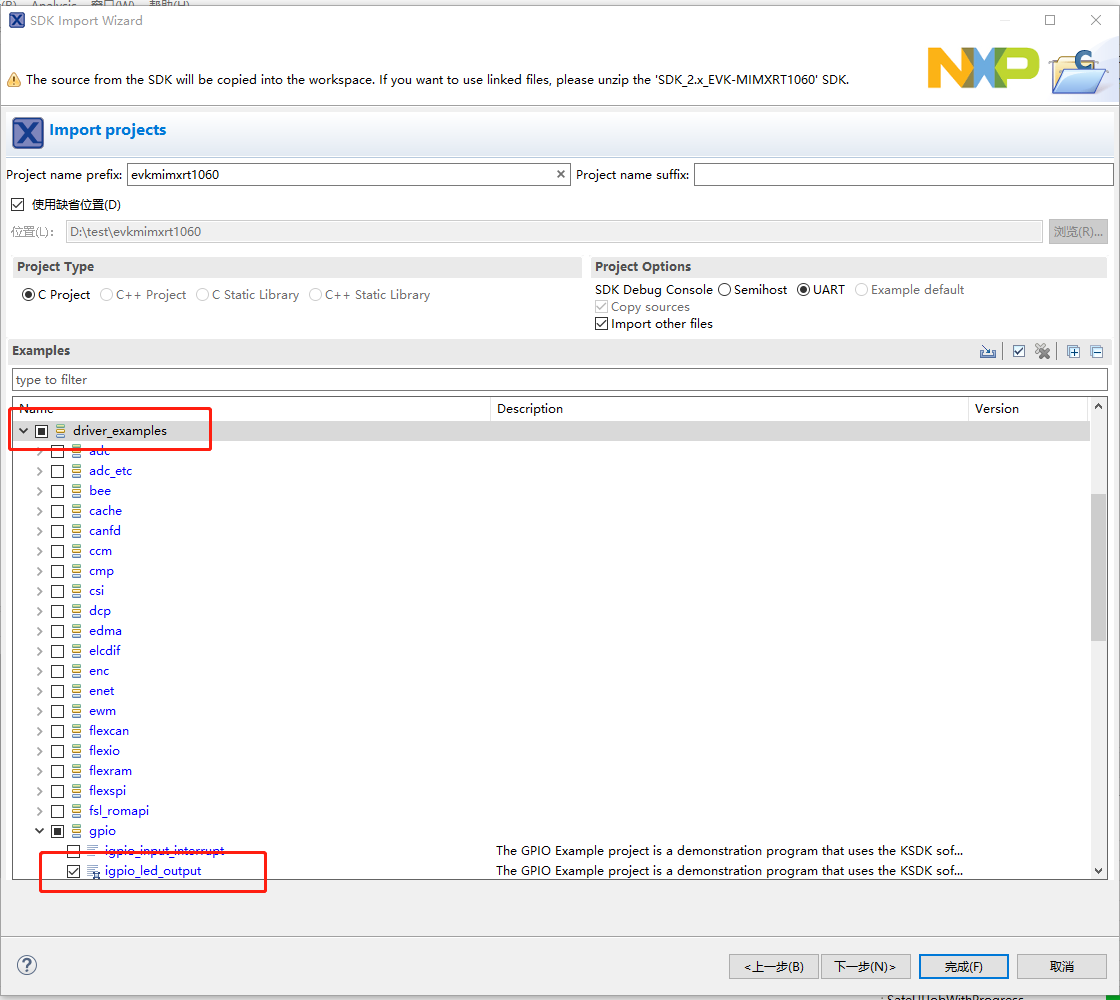 Analysis 窗口(W) 帮助(H)
SDK Import Wizard
The source from the SDK will be copied into the workspace. If you want to use linked files, please unzip the 'SDK_2.x_EVK-MIMXRT1060' SDK.
NXP
Import projects
Project name prefix: evkmimxrt1060 Project name suffix:
使用缺省位置(D)
位置(L): D:\test\evkmimxrt1060 浏览(R)...
Project Type Project Options
C Project C++ Project C Static Library C++ Static Library
SDK Debug Console Semihost UART Example default
Copy sources
Import other files
Examples
type to filter
Name Description Version
driver_examples
adc
adc_etc
bee
cache
canfd
ccm
cmp
csi
dcp
edma
elcdif
enc
enet
ewm
flexcan
flexio
flexram
flexspi
fsl_romapi
gpio
igpio_input_interrupt The GPIO Example project is a demonstration program that uses the KSDK sof...
igpio_led_output The GPIO Example project is a demonstration program that uses the KSDK sof...
<上一步(B) 下一步(N)> 完成(F) 取消